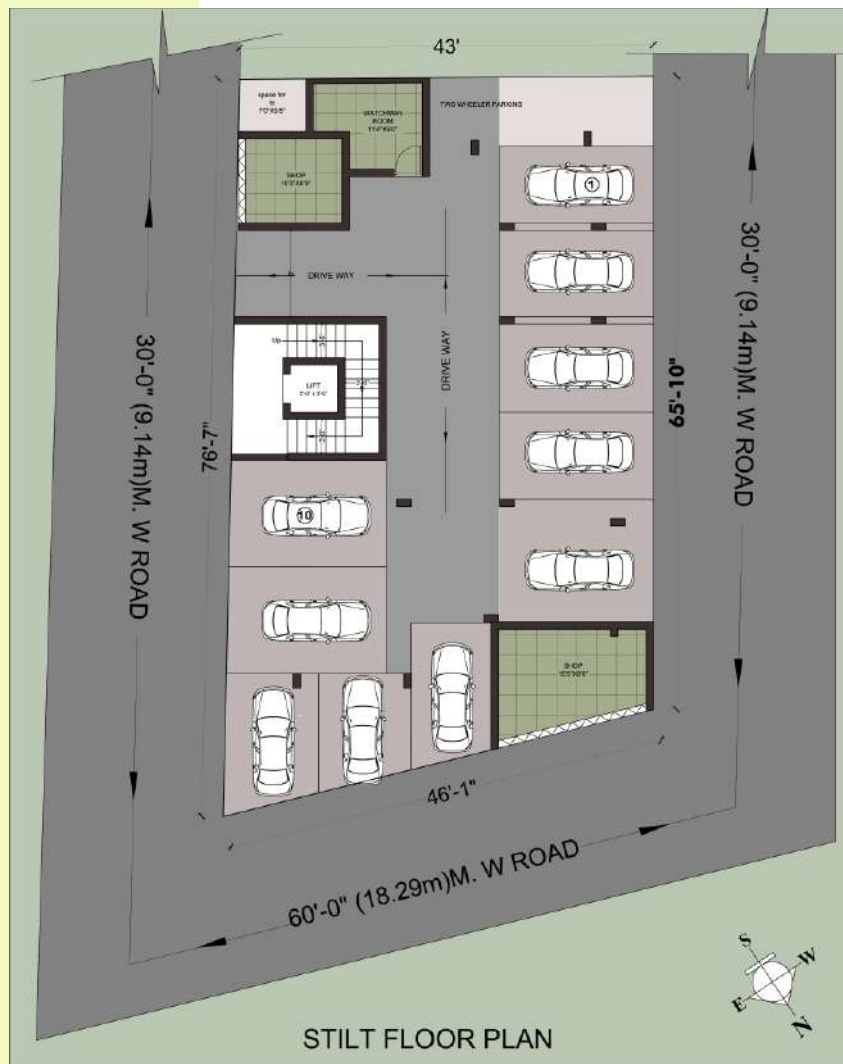 43'
space for
WATCHMAN
ROOM
TWO WHEELER PARKING
SHOP
1
DRIVE WAY
30'-0" (9.14m)M. W ROAD
30'-0" (9.14m)M. W ROAD
Up
LIFT
DRIVE WAY
65'-10"
76'-7"
10
SHOP
46'-1"
60'-0" (18.29m)M. W ROAD
S
W
E
N
STILT FLOOR PLAN